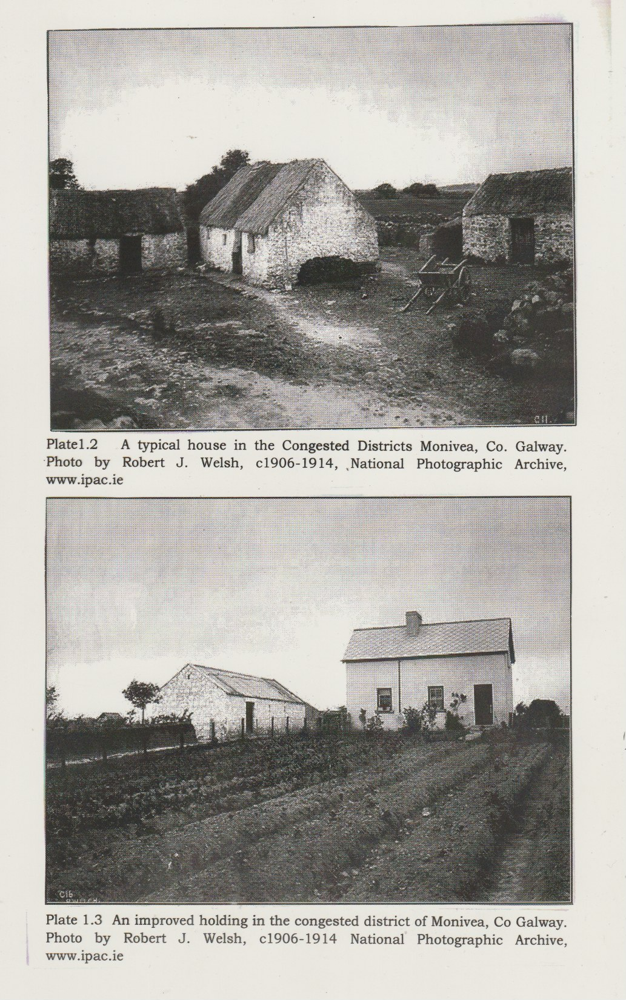 C11.
Plate1.2 A typical house in the Congested Districts Monivea, Co. Galway.
Photo by Robert J. Welsh, c1906-1914, National Photographic Archive,
www.ipac.ie
C16
Plate 1.3 An improved holding in the congested district of Monivea, Co Galway.
Photo by Robert J. Welsh, c1906-1914 National Photographic Archive,
www.ipac.ie